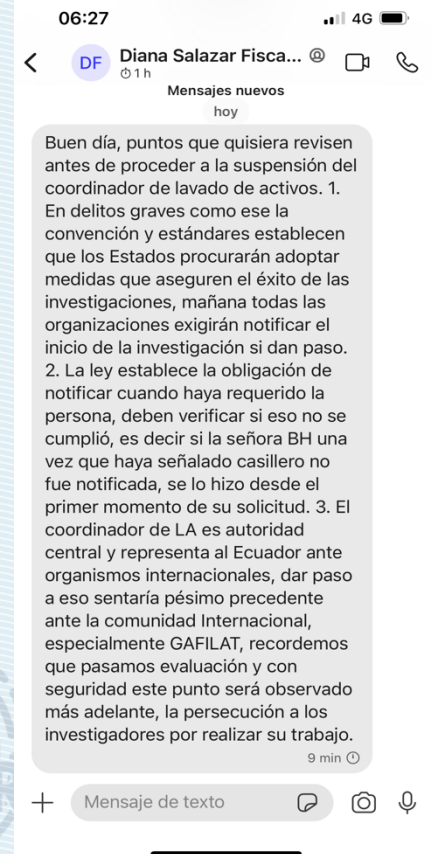 06:27
4G
DF
Diana Salazar Fisca...
1 h
Mensajes nuevos
hoy
Buen día, puntos que quisiera revisen
antes de proceder a la suspensión del
coordinador de lavado de activos. 1.
En delitos graves como ese la
convención y estándares establecen
que los Estados procurarán adoptar
medidas que aseguren el éxito de las
investigaciones, mañana todas las
organizaciones exigirán notificar el
inicio de la investigación si dan paso.
2. La ley establece la obligación de
notificar cuando haya requerido la
persona, deben verificar si eso no se
cumplió, es decir si la señora BH una
vez que haya señalado casillero no
fue notificada, se lo hizo desde el
primer momento de su solicitud. 3. El
coordinador de LA es autoridad
central y representa al Ecuador ante
organismos internacionales, dar paso
a eso sentaría pésimo precedente
ante la comunidad Internacional,
especialmente GAFILAT, recordemos
que pasamos evaluación y con
seguridad este punto será observado
más adelante, la persecución a los
investigadores por realizar su trabajo.
9 min
Mensaje de texto